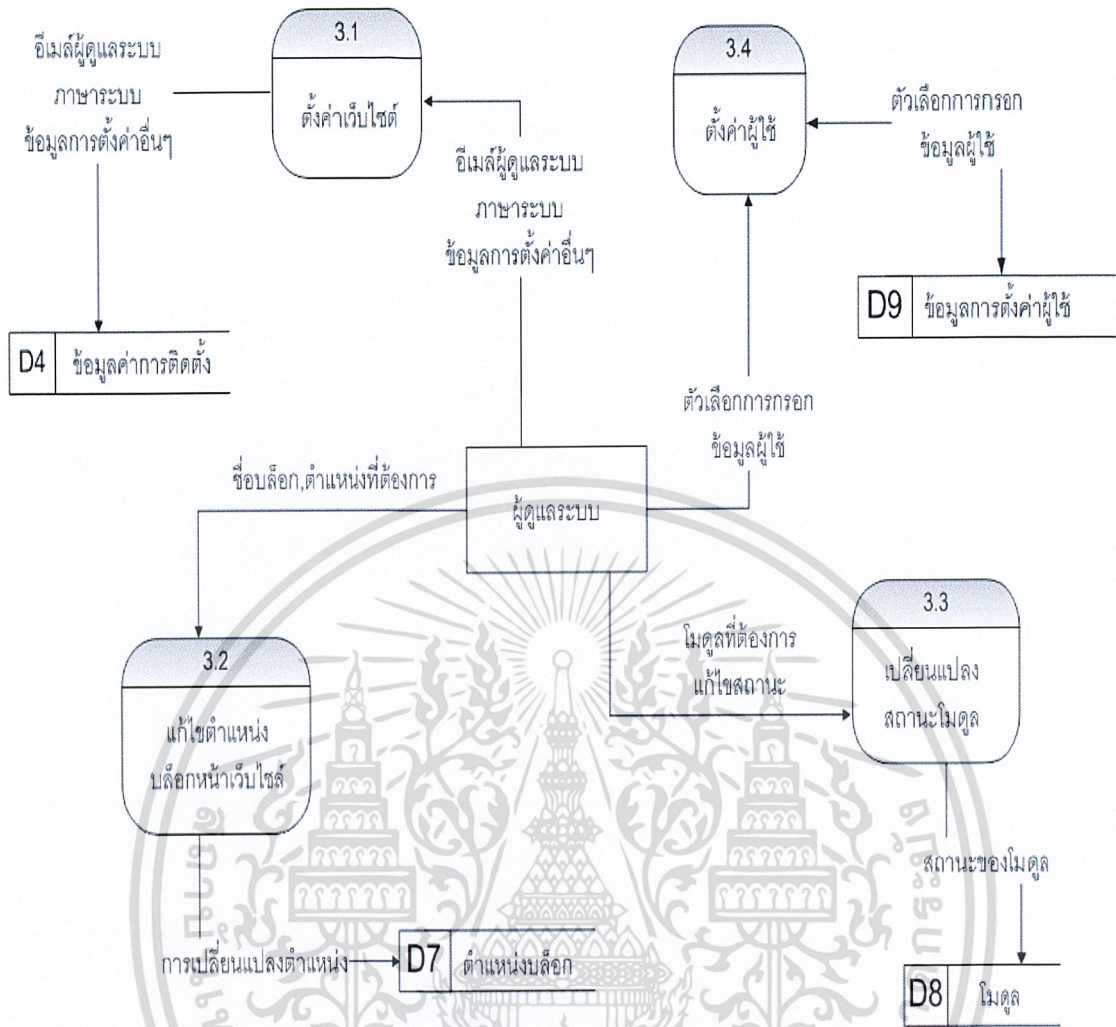 3.1
ตั้งค่าเว็บไซต์
อีเมล์ผู้ดูแลระบบ
ภาษาระบบ
ข้อมูลการตั้งค่าอื่นๆ
อีเมล์ผู้ดูแลระบบ
ภาษาระบบ
ข้อมูลการตั้งค่าอื่นๆ
3.4
ตั้งค่าผู้ใช้
ตัวเลือกการกรอก
ข้อมูลผู้ใช้
D9 ข้อมูลการตั้งค่าผู้ใช้
D4 ข้อมูลค่าการติดตั้ง
ตัวเลือกการกรอก
ข้อมูลผู้ใช้
ชื่อบล็อก,ตำแหน่งที่ต้องการ
ผู้ดูแลระบบ
3.2
แก้ไขตำแหน่ง
บล็อกหน้าเว็บไซล์
โมดูลที่ต้องการ
แก้ไขสถานะ
3.3
เปลี่ยนแปลง
สถานะโมดูล
สถานะของโมดูล
การเปลี่ยนแปลงตำแหน่ง
D7 ตำแหน่งบล็อก
D8 โมดูล